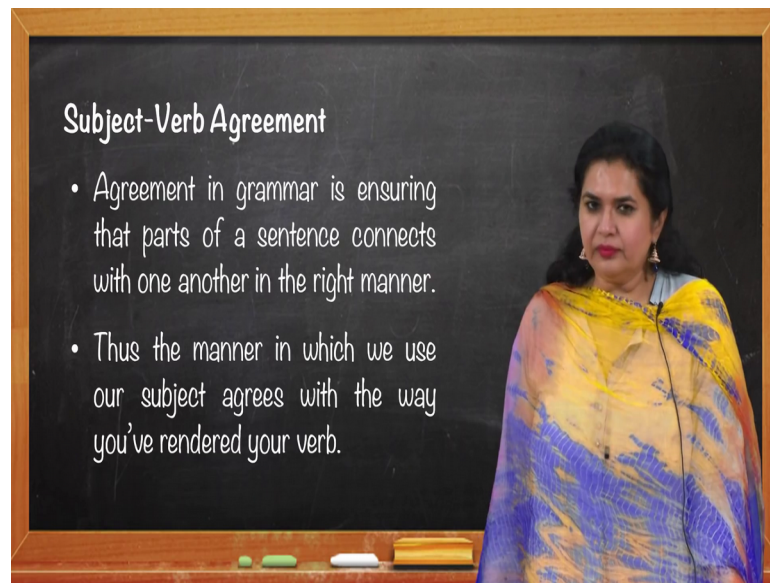 Subject-Verb Agreement
• Agreement in grammar is ensuring
that parts of a sentence connects
with one another in the right manner.
• Thus the manner in which we use
our subject agrees with the way
you've rendered your verb.